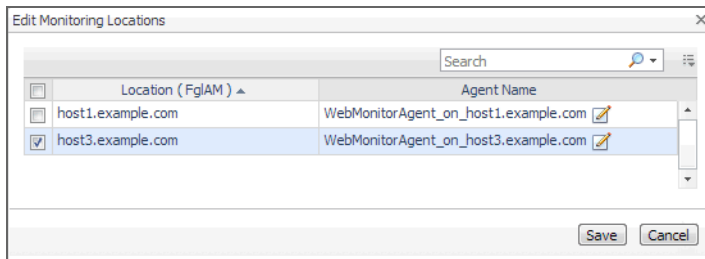 Edit Monitoring Locations
Search
Location ( FglAM ) Agent Name
host1.example.com WebMonitorAgent_on_host1.example.com
host3.example.com WebMonitorAgent_on_host3.example.com
Save Cancel